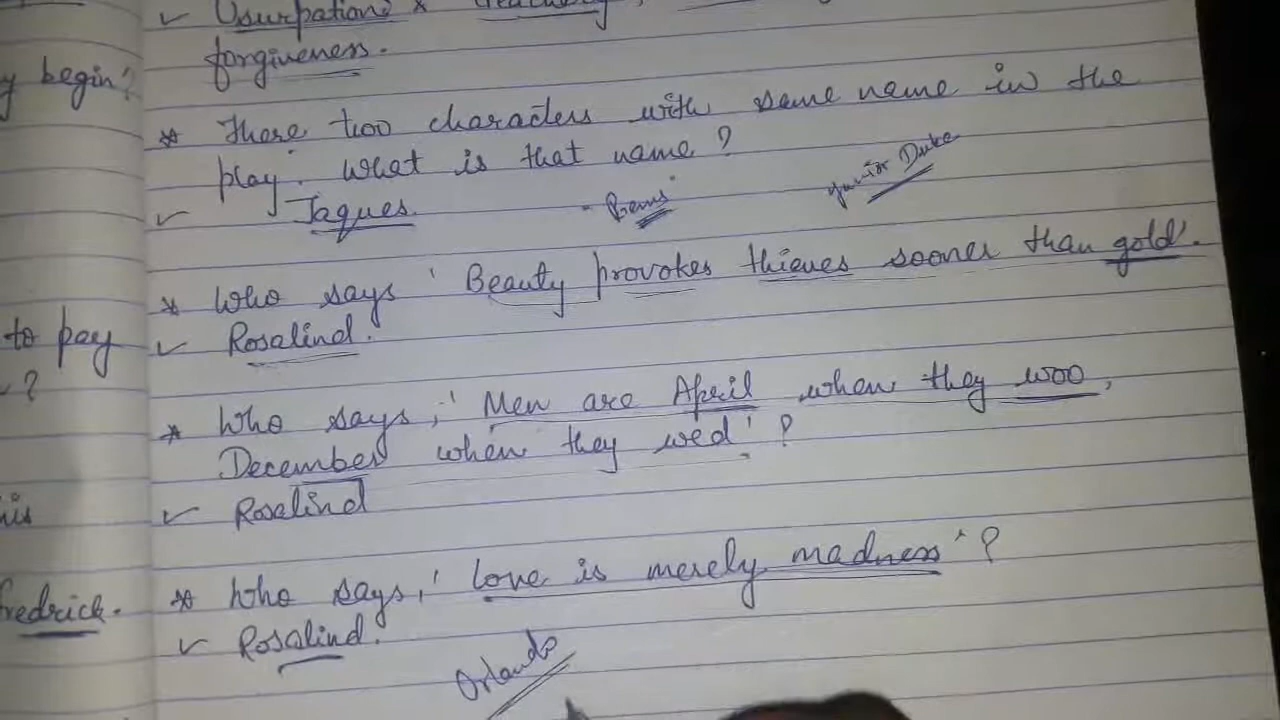 y begin?
✓ Usurpations &
forgiveness.
* There two characters with same name in the
play. What is that name?
✓ Jaques.
Junior Duke
* Who says 'Beauty provokes thieves sooner than gold'.
to pay
✓ Rosalind.
?
* Who says, 'Men are April when they woo,
December when they wed'?
✓ Rosalind
his
* Who says, 'Love is merely madness'?
fredrick.
✓ Rosalind.
Orlando